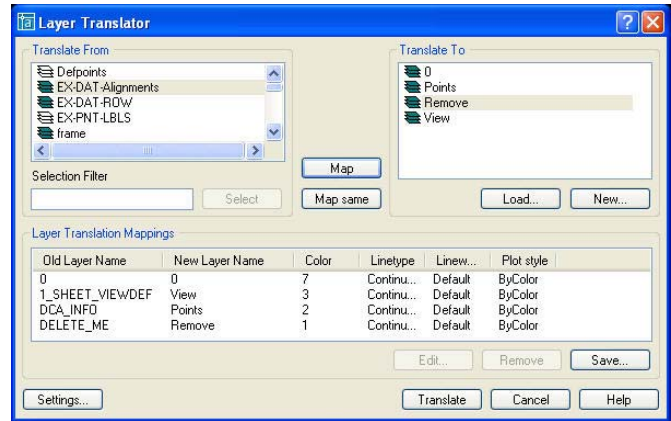 Layer Translator
Translate From
Defpoints
EX-DAT-Alignments
EX-DAT-ROW
EX-PNT-LBLS
frame
Selection Filter
Select
Map
Map same
Translate To
0
Points
Remove
View
Load...
New...
Layer Translation Mappings
Old Layer Name New Layer Name Color Linetype Linew... Plot style
0 0 7 Continu... Default ByColor
1_SHEET_VIEWDEF View 3 Continu... Default ByColor
DCA_INFO Points 2 Continu... Default ByColor
DELETE_ME Remove 1 Continu... Default ByColor
Edit... Remove Save...
Settings... Translate Cancel Help